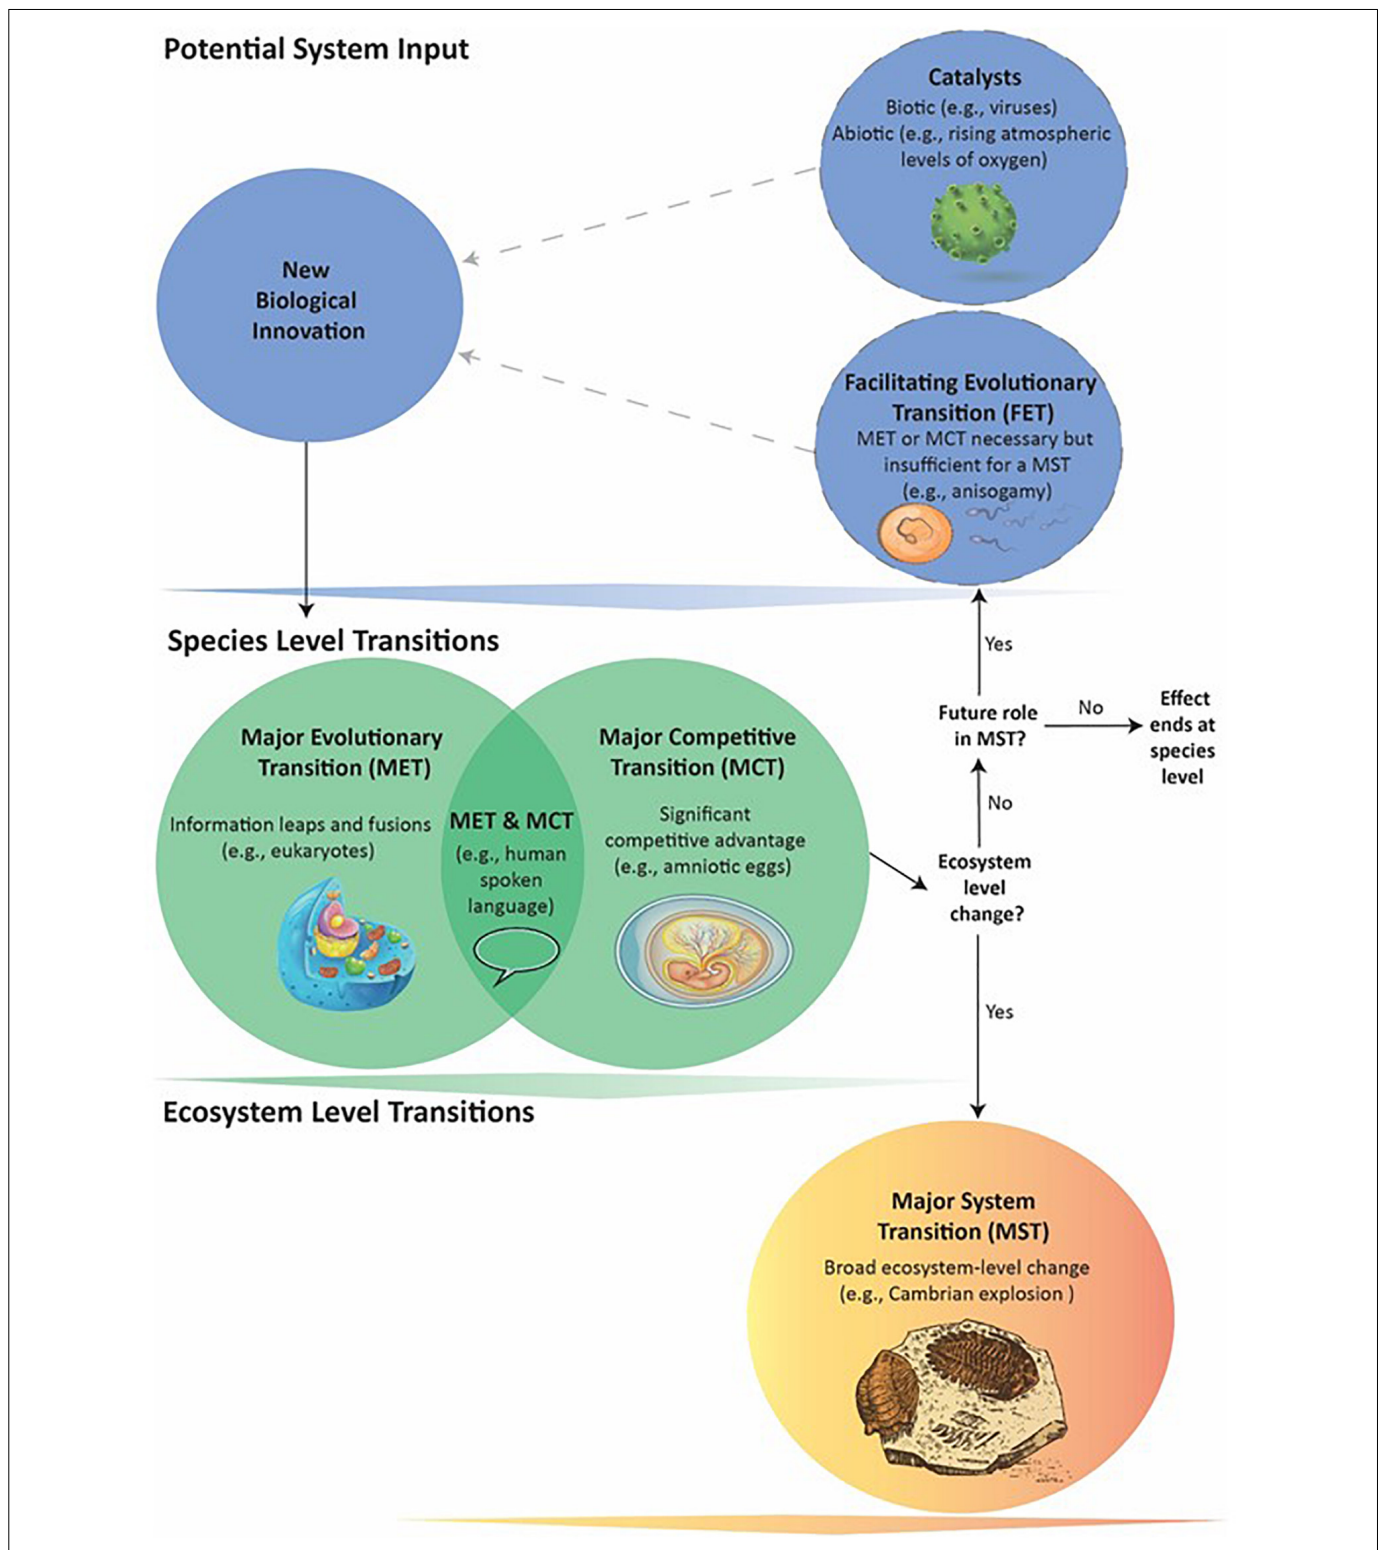 Potential System Input
Catalysts
Biotic (e.g., viruses)
Abiotic (e.g., rising atmospheric
levels of oxygen)
New
Biological
Innovation
Facilitating Evolutionary
Transition (FET)
MET or MCT necessary but
insufficient for a MST
(e.g., anisogamy)
Yes
Species Level Transitions
Future role
in MST?
No
Effect
ends at
species
level
Major Evolutionary
Transition (MET)
Information leaps and fusions
(e.g., eukaryotes)
MET & MCT
(e.g., human
spoken
language)
Major Competitive
Transition (MCT)
Significant
competitive advantage
(e.g., amniotic eggs)
No
Ecosystem
level
change?
Yes
Ecosystem Level Transitions
Major System
Transition (MST)
Broad ecosystem-level change
(e.g., Cambrian explosion )